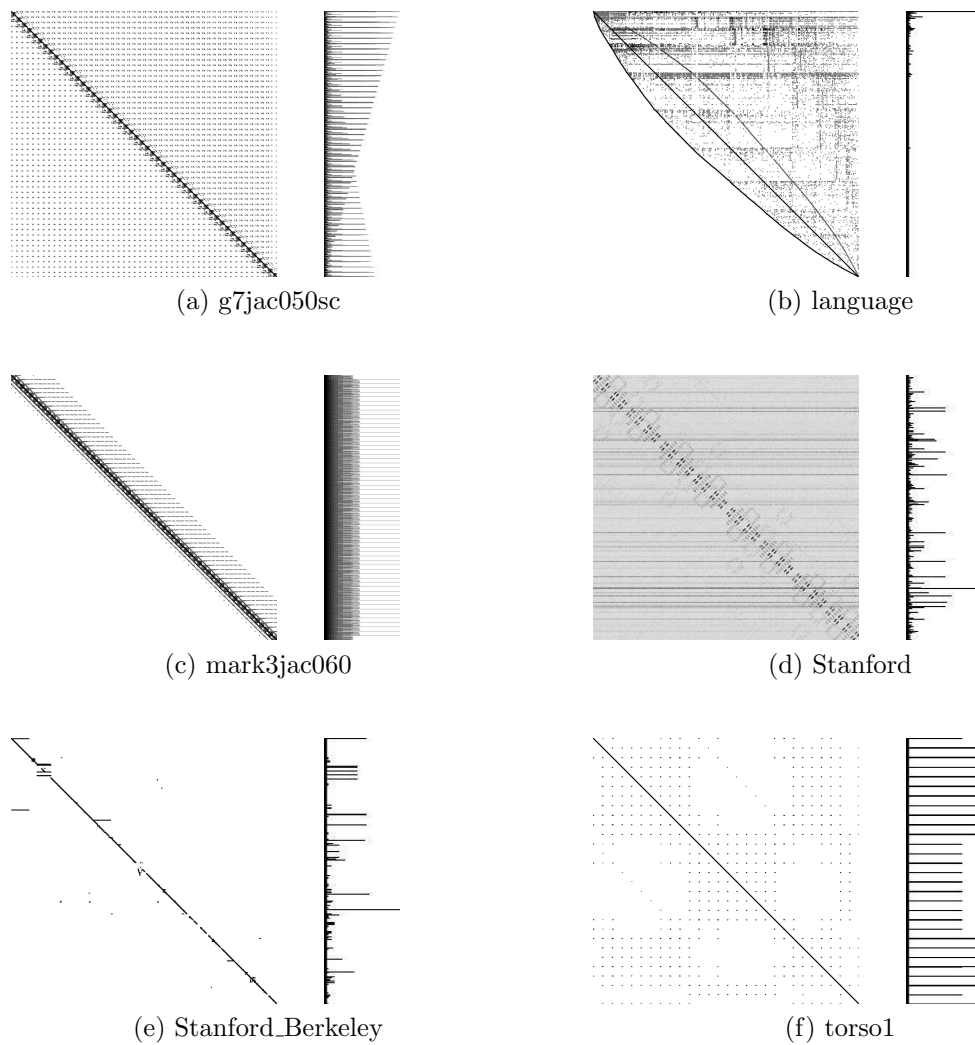 (a) g7jac050sc
(b) language
(c) mark3jac060
(d) Stanford
(e) Stanford_Berkeley
(f) torso1